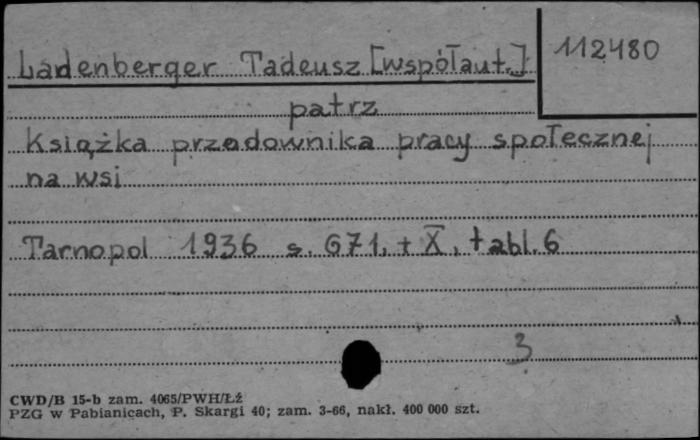 Ladenberger Tadeusz [współaut.]
112480
patrz
Książka przodownika pracy społecznej
na wsi
Tarnopol 1936 s. 671, + X, tabl. 6
3
CWD/B 15-b zam. 4065/PWH/Łź
PZG w Pabianicach, P. Skargi 40; zam. 3-66, nakł. 400 000 szt.